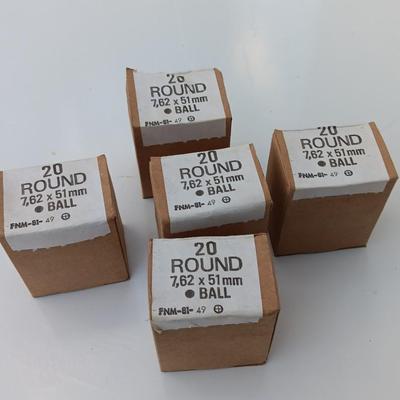 20
ROUND
7,62 x 51mm
● BALL
FNM-81- 49 ⊕
20
ROUND
7,62 x 51mm
● BALL
FNM-81- 49 ⊕
20
ROUND
7,62 x 51mm
● BALL
FNM-81- 49 ⊕
20
ROUND
7,62 x 51mm
● BALL
FNM-81- 49 ⊕
20
ROUND
7,62 x 51mm
● BALL
FNM-81- 49 ⊕